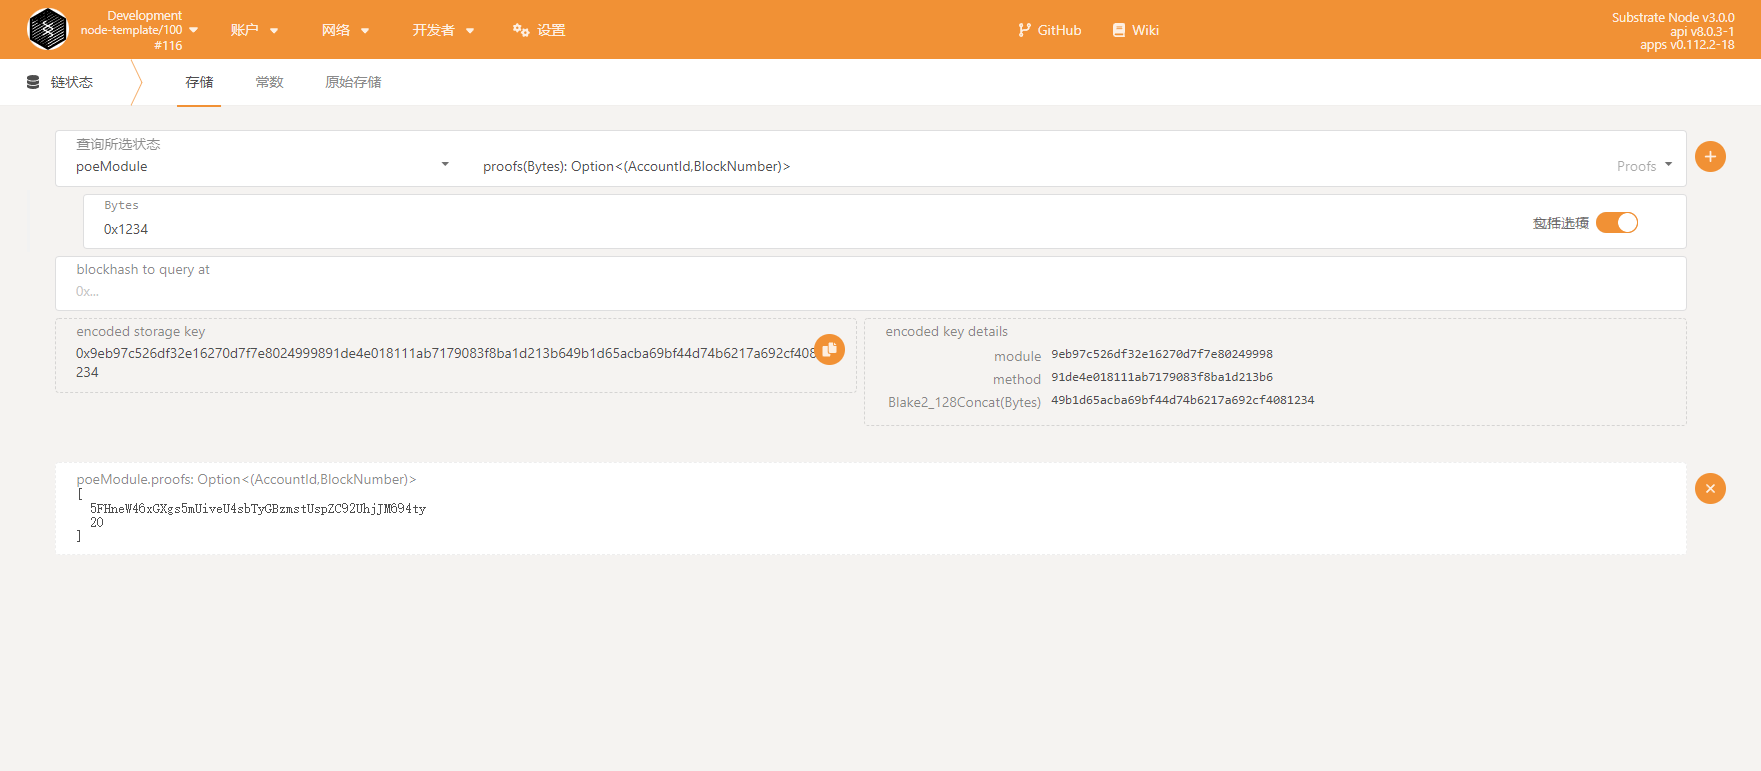 Development
node-template/100
#116
账户
网络
开发者
设置
GitHub
Wiki
Substrate Node v3.0.0
api v8.0.3-1
apps v0.112.2-18
链状态
存储
常数
原始存储
查询所选状态
poeModule
proofs(Bytes): Option<(AccountId,BlockNumber)>
Proofs
Bytes
0x1234
包括选项
blockhash to query at
0x...
encoded storage key
0x9eb97c526df32e16270d7f7e8024999891de4e018111ab7179083f8ba1d213b649b1d65acba69bf44d74b6217a692cf408
234
encoded key details
module 9eb97c526df32e16270d7f7e80249998
method 91de4e018111ab7179083f8ba1d213b6
Blake2_128Concat(Bytes) 49b1d65acba69bf44d74b6217a692cf4081234
poeModule.proofs: Option<(AccountId,BlockNumber)>
[
5FHneW46xGXgs5mUiveU4sbTyGBzmstUspZC92UhjJM694ty
20
]